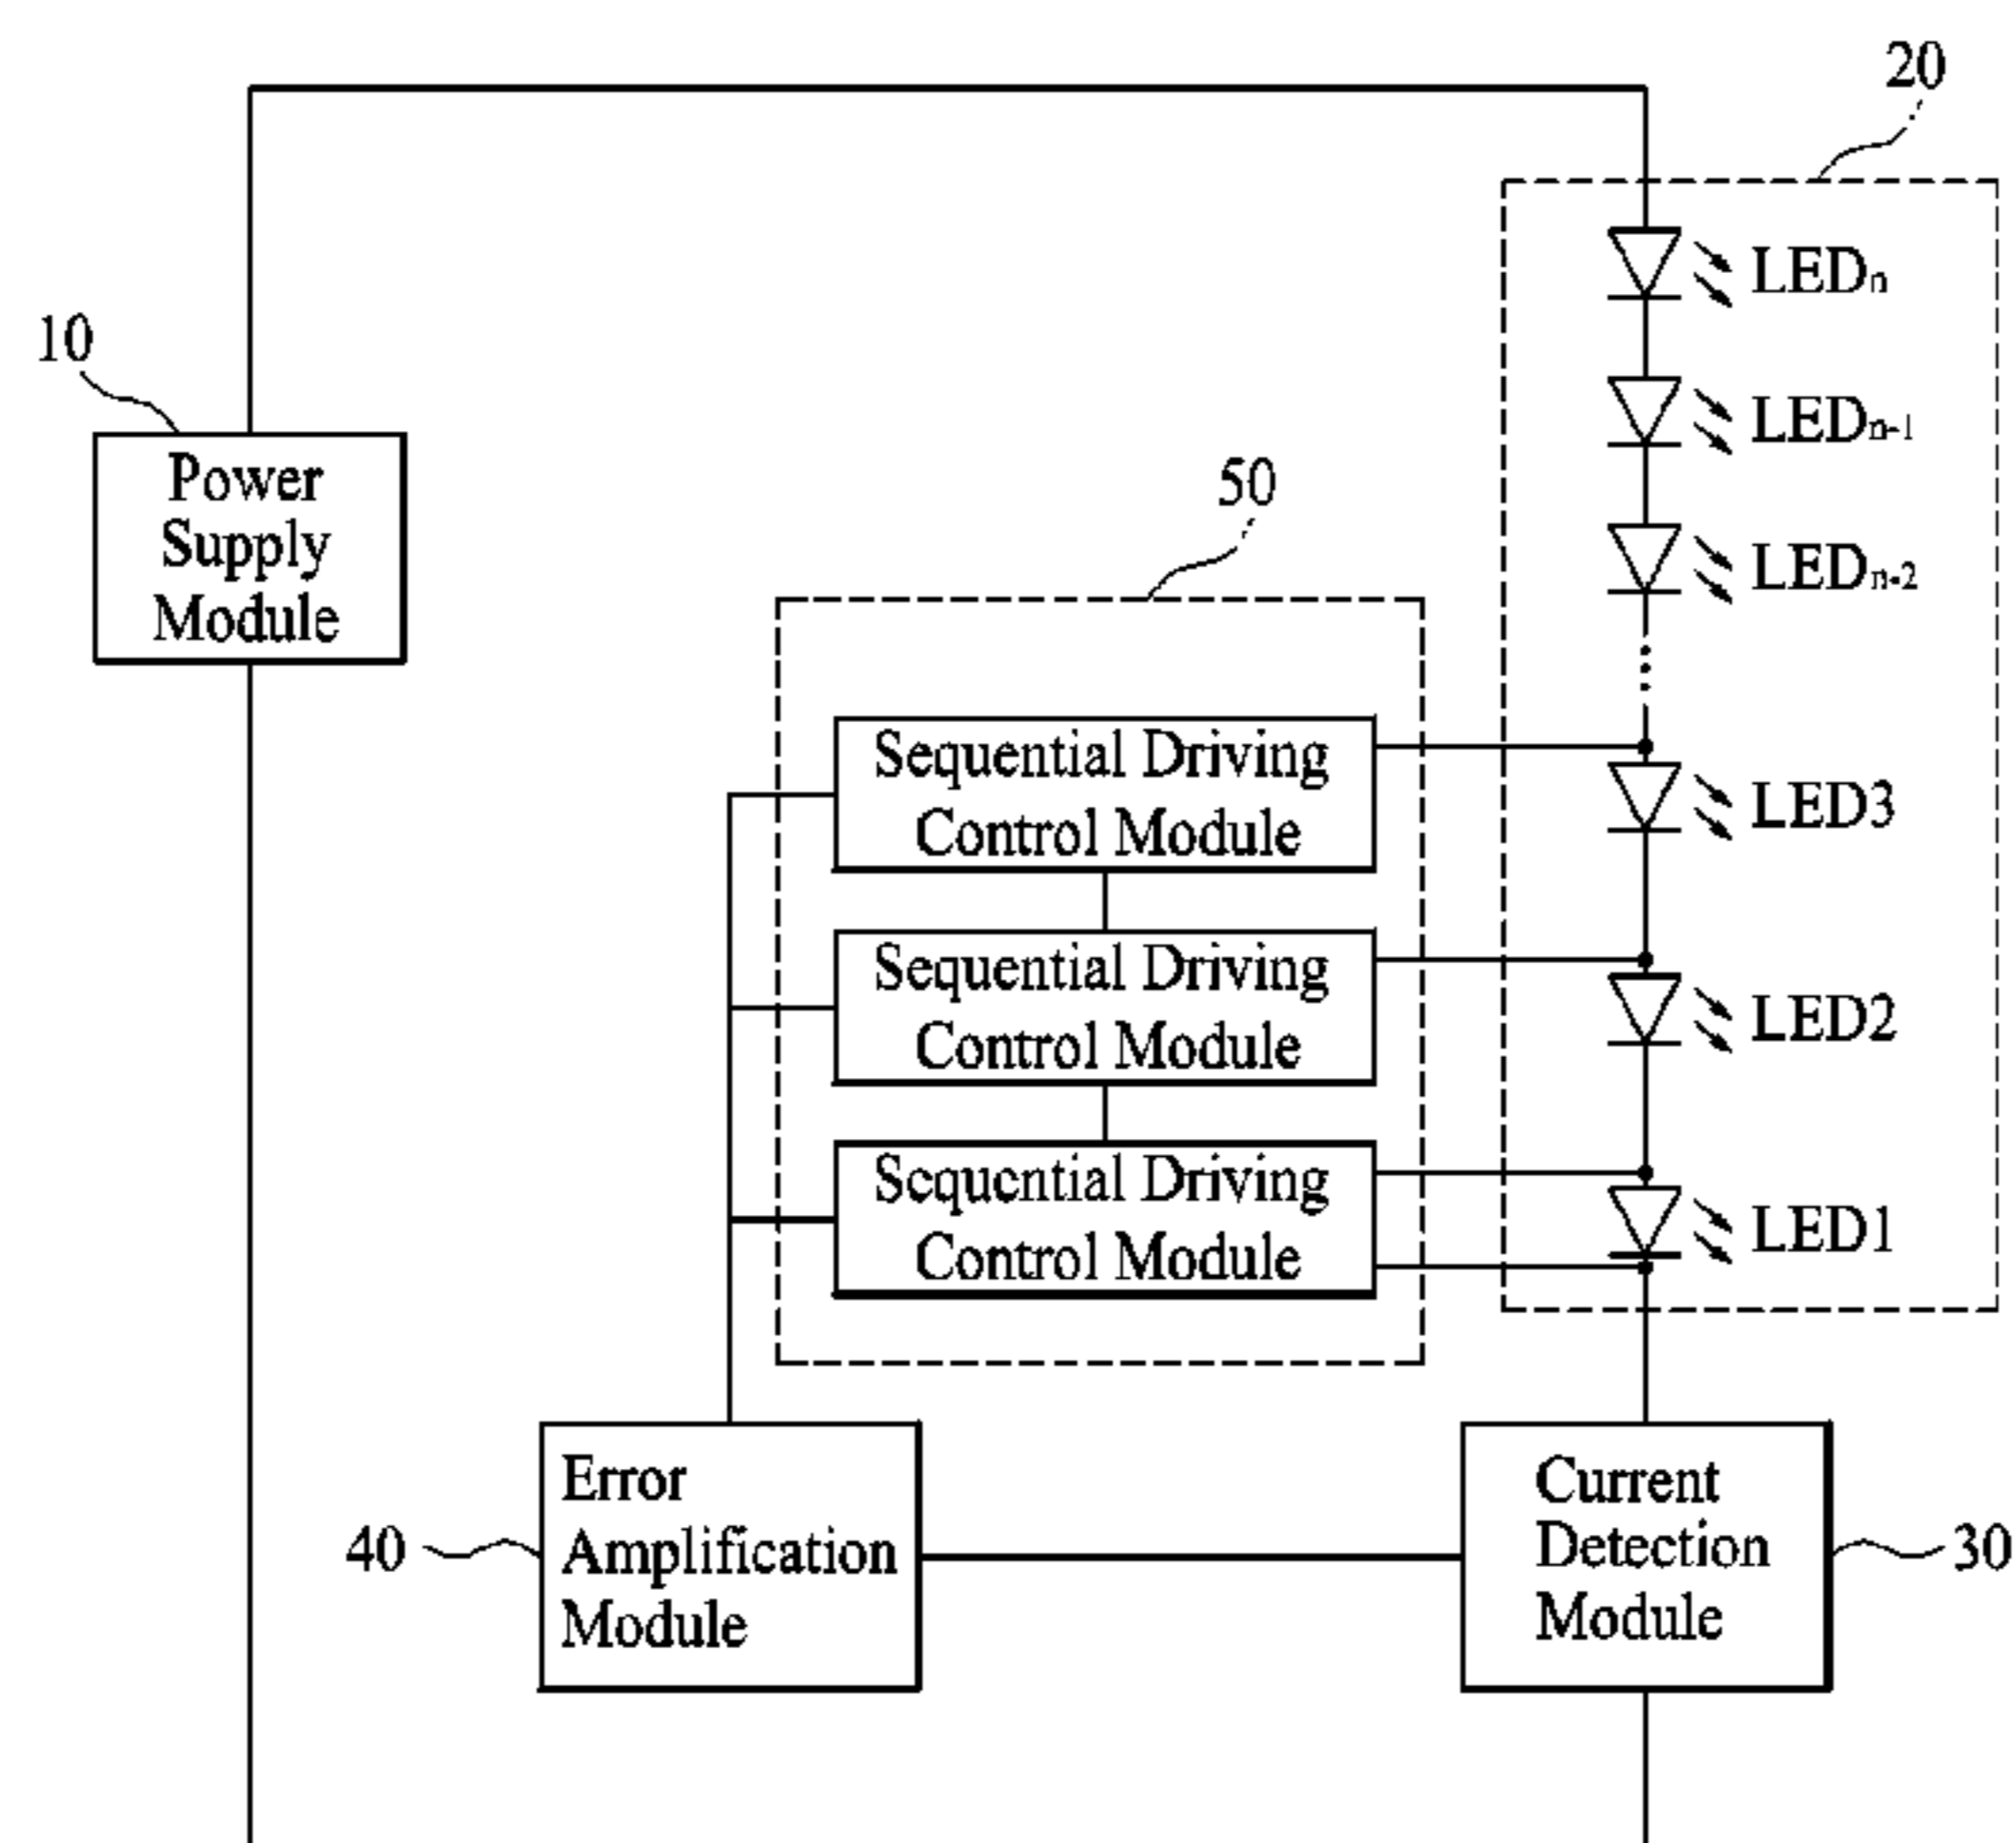 20
LEDn
10
LEDn-1
Power
Supply
Module
50
LEDn-2
Sequential Driving
Control Module
LED3
Sequential Driving
Control Module
LED2
Sequential Driving
Control Module
LED1
Error
Amplification
Module
40
Current
Detection
Module
30